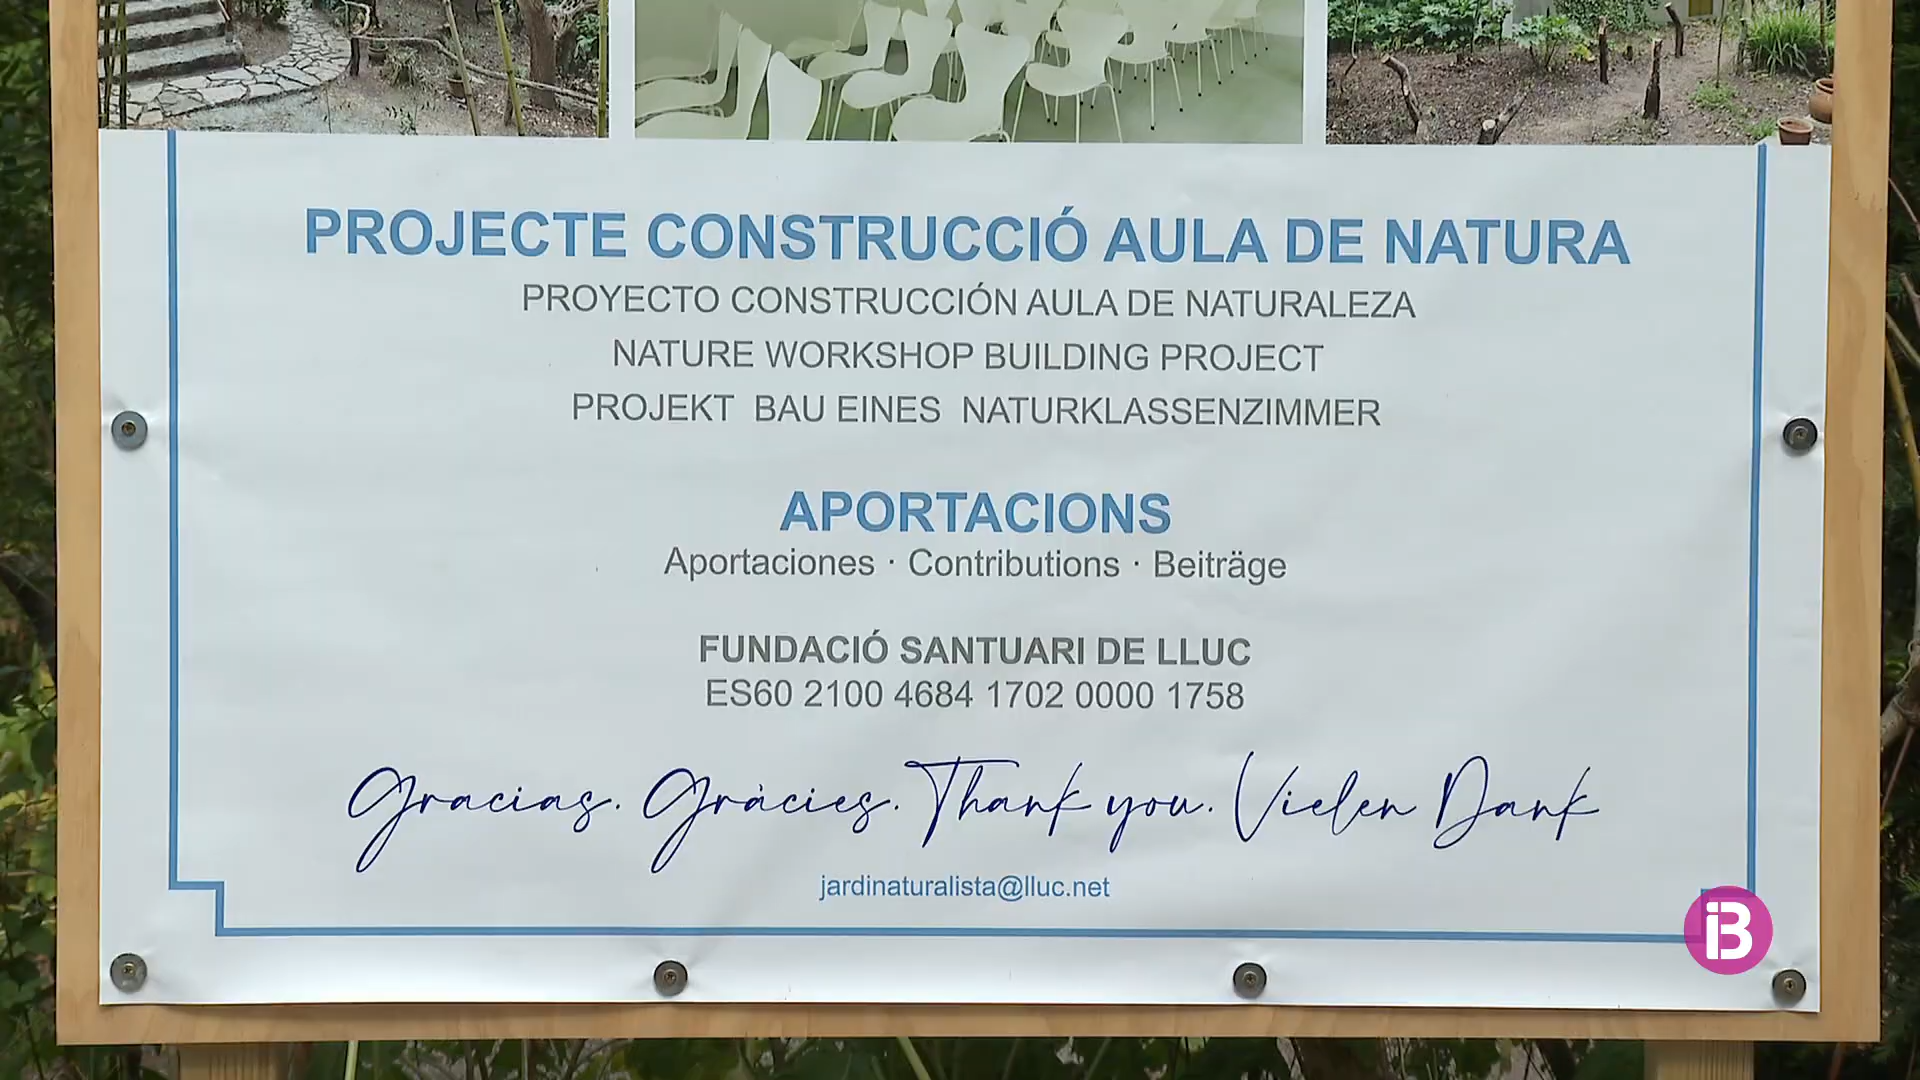 PROJECTE CONSTRUCCIÓ AULA DE NATURA
PROYECTO CONSTRUCCIÓN AULA DE NATURALEZA
NATURE WORKSHOP BUILDING PROJECT
PROJEKT BAU EINES NATURKLASSENZIMMER
APORTACIONS
Aportaciones · Contributions · Beiträge
FUNDACIÓ SANTUARI DE LLUC
ES60 2100 4684 1702 0000 1758
Gracias. Gràcies. Thank you. Vielen Dank
jardinaturalista@lluc.net
iB